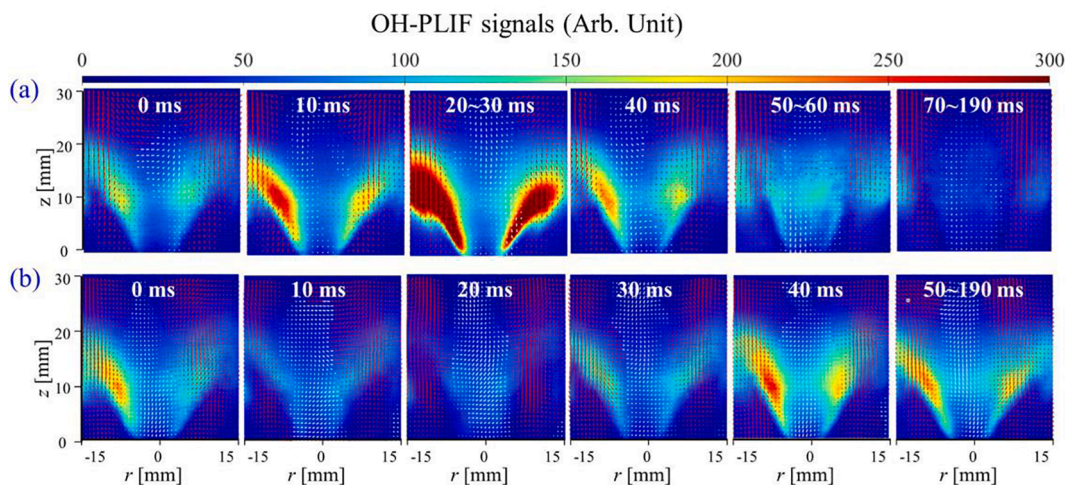 OH-PLIF signals (Arb. Unit)
0 50 100 150 200 250 300
(a)
0 ms 10 ms 20~30 ms 40 ms 50~60 ms 70~190 ms
30
20
10
0
z [mm]
(b)
0 ms 10 ms 20 ms 30 ms 40 ms 50~190 ms
30
20
10
0
z [mm]
-15 0 15 -15 0 15 -15 0 15 -15 0 15 -15 0 15 -15 0 15
r [mm] r [mm] r [mm] r [mm] r [mm] r [mm]